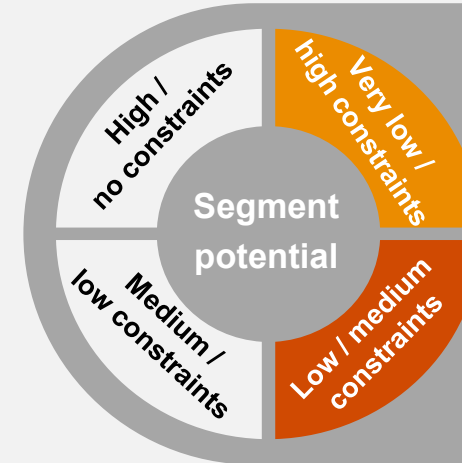 High /
no constraints
Very low /
high constraints
Segment
potential
Medium /
low constraints
Low / medium
constraints